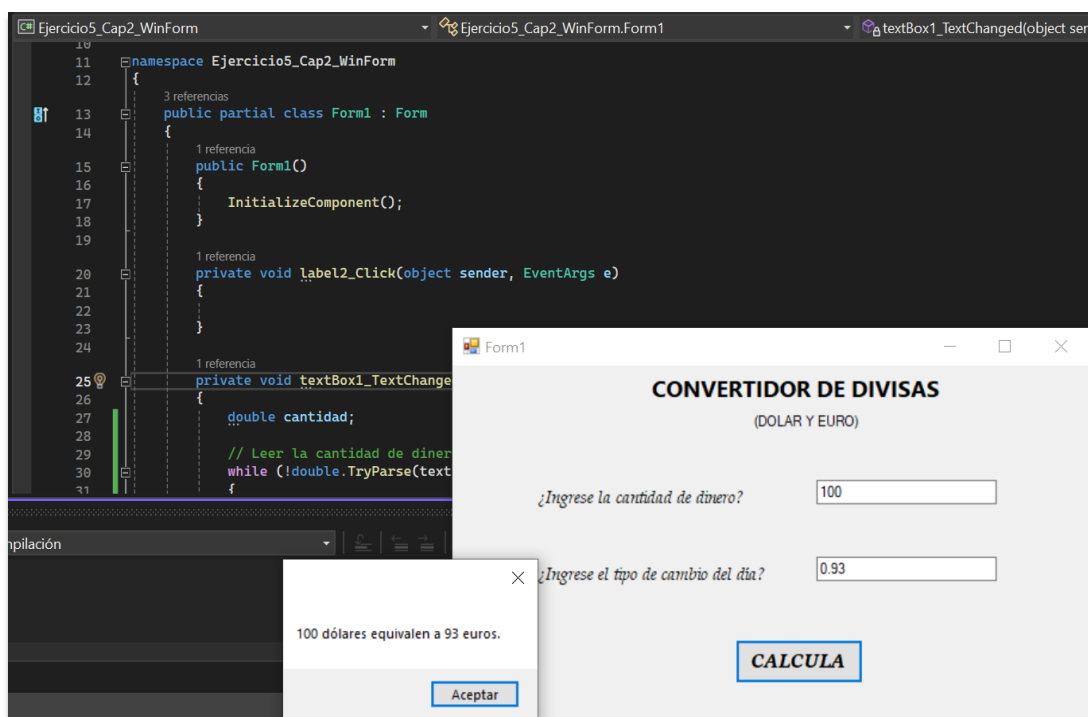 C# Ejercicio5_Cap2_WinForm Ejercicio5_Cap2_WinForm.Form1 textBox1_TextChanged(object ser
10
11 namespace Ejercicio5_Cap2_WinForm
12 {
3 referencias
13 public partial class Form1 : Form
14 {
1 referencia
15 public Form1()
16 {
17 InitializeComponent();
18 }
19
1 referencia
20 private void label2_Click(object sender, EventArgs e)
21 {
22
23 }
24
1 referencia
25 private void textBox1_TextChange
26 {
27 double cantidad;
28
29 // Leer la cantidad de diner
30 while (!double.TryParse(text
31 {
mpilación
Form1
CONVERTIDOR DE DIVISAS
(DOLAR Y EURO)
¿Ingrese la cantidad de dinero? 100
¿Ingrese el tipo de cambio del día? 0.93
CALCULA
100 dólares equivalen a 93 euros.
Aceptar